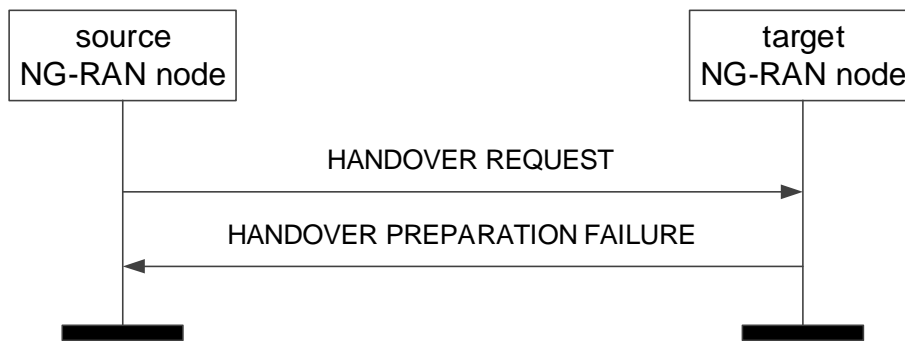 source
NG-RAN node
target
NG-RAN node
HANDOVER REQUEST
HANDOVER PREPARATION FAILURE